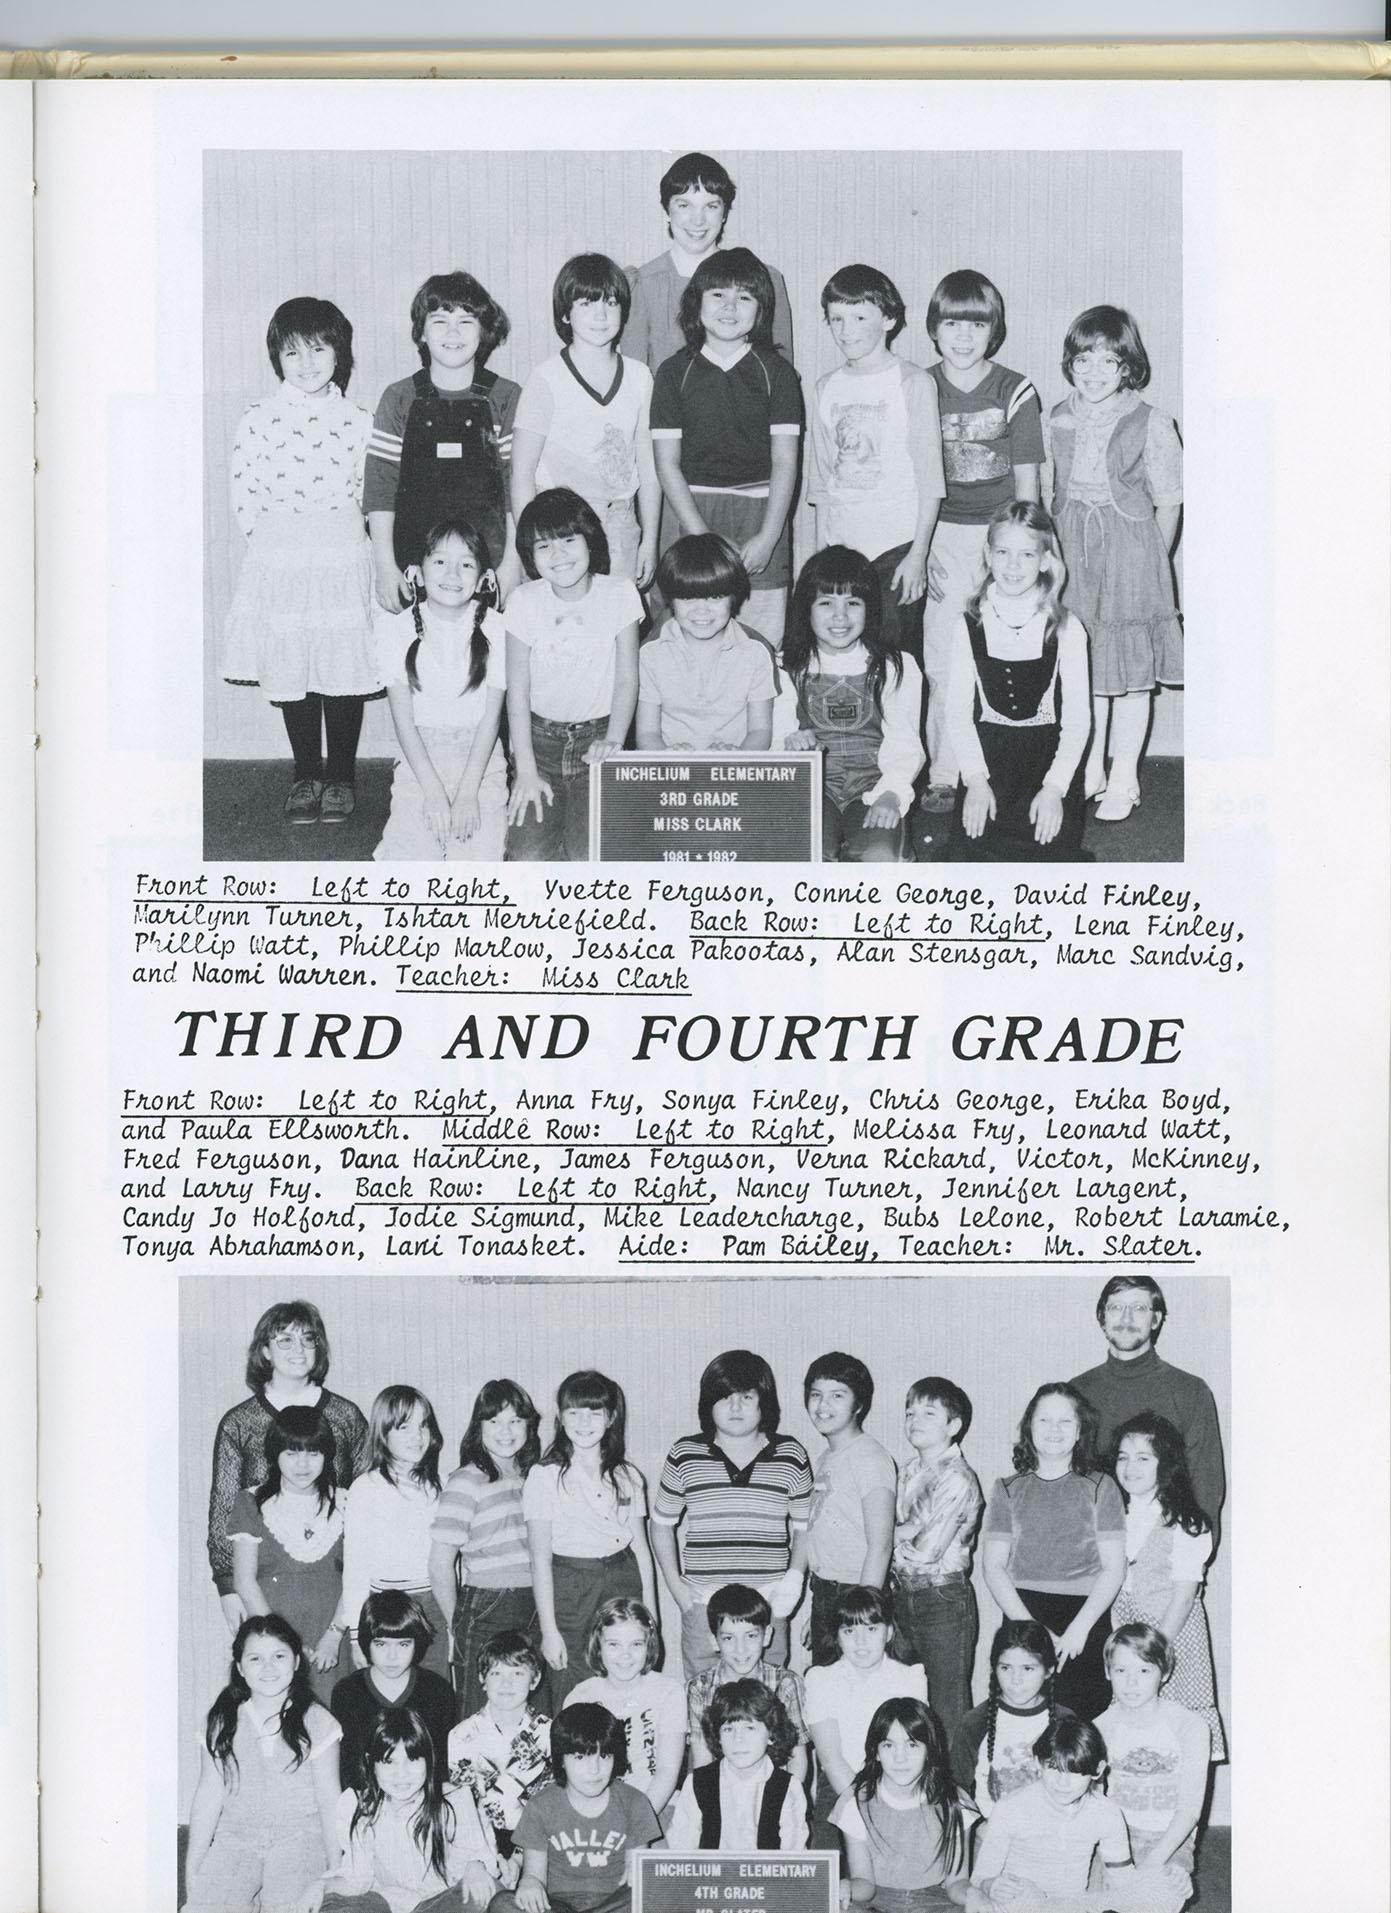 INCHELIUM ELEMENTARY
3RD GRADE
MISS CLARK
1981 * 1982
Front Row: Left to Right, Yvette Ferguson, Connie George, David Finley,
Marilynn Turner, Ishtar Merriefield. Back Row: Left to Right, Lena Finley,
Phillip Watt, Phillip Marlow, Jessica Pakootas, Alan Stensgar, Marc Sandvig,
and Naomi Warren. Teacher: Miss Clark
THIRD AND FOURTH GRADE
Front Row: Left to Right, Anna Fry, Sonya Finley, Chris George, Erika Boyd,
and Paula Ellsworth. Middle Row: Left to Right, Melissa Fry, Leonard Watt,
Fred Ferguson, Dana Hainline, James Ferguson, Verna Rickard, Victor, McKinney,
and Larry Fry. Back Row: Left to Right, Nancy Turner, Jennifer Largent,
Candy Jo Holford, Jodie Sigmund, Mike Leadercharge, Bubs LeLone, Robert Laramie,
Tonya Abrahamson, Lani Tonasket. Aide: Pam Bailey, Teacher: Mr. Slater.
VALLEY
VW
INCHELIUM ELEMENTARY
4TH GRADE
MR SLATER